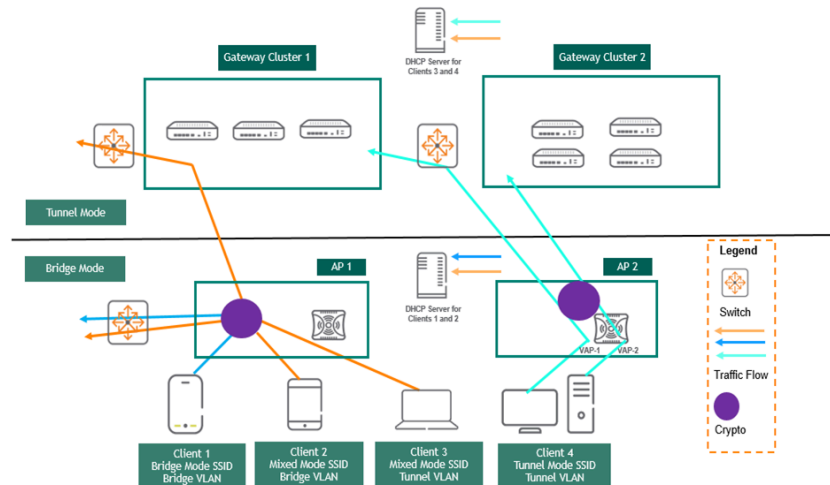 Gateway Cluster 1
DHCP Server for
Clients 3 and 4
Gateway Cluster 2
Tunnel Mode
Bridge Mode
AP 1
DHCP Server for
Clients 1 and 2
AP 2
VAP-1
VAP-2
Client 1
Bridge Mode SSID
Bridge VLAN
Client 2
Mixed Mode SSID
Bridge VLAN
Client 3
Mixed Mode SSID
Tunnel VLAN
Client 4
Tunnel Mode SSID
Tunnel VLAN
Legend
Switch
Traffic Flow
Crypto